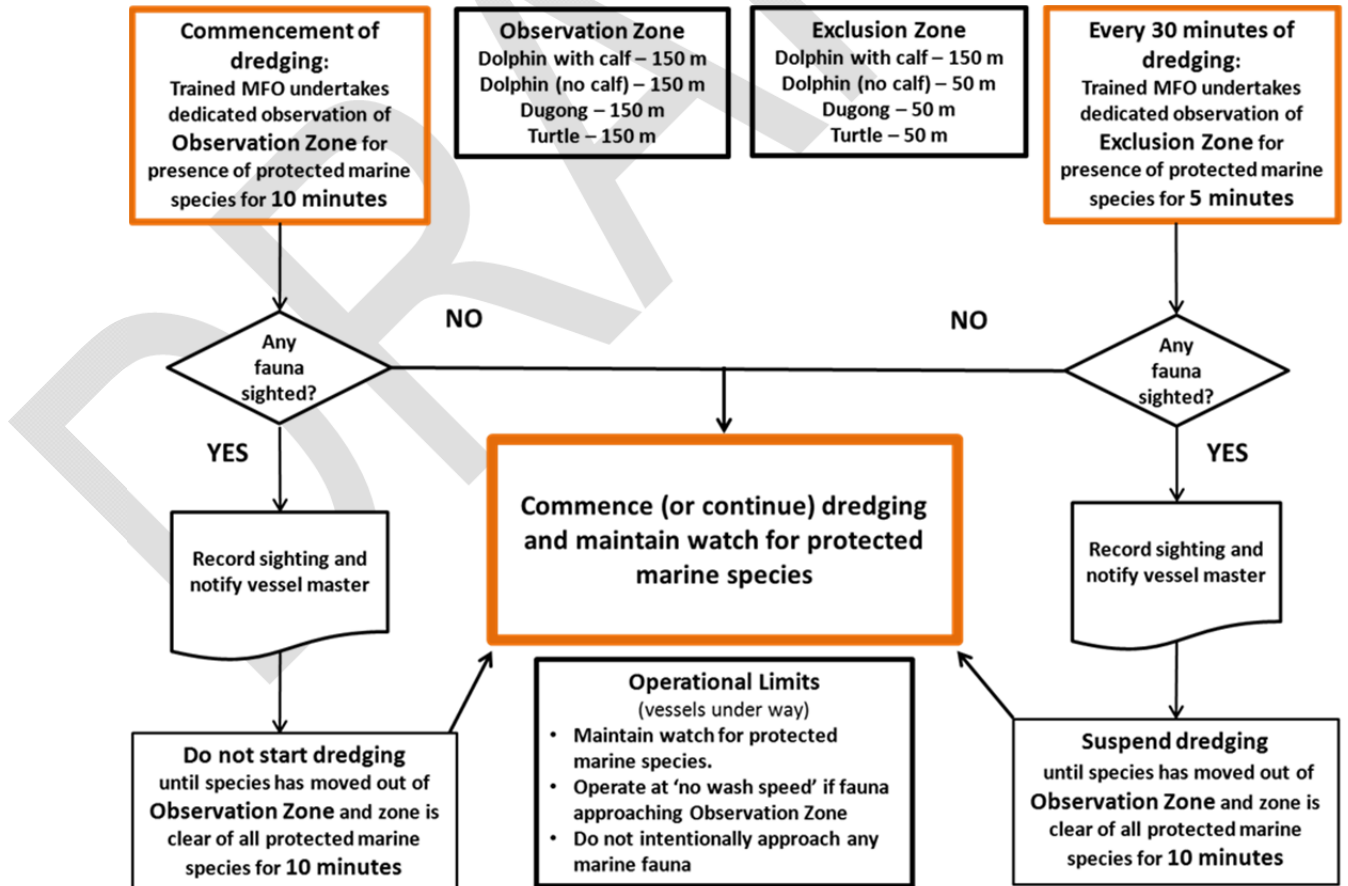 Commencement of
dredging:
Trained MFO undertakes
dedicated observation of
Observation Zone for
presence of protected marine
species for 10 minutes
Observation Zone
Dolphin with calf – 150 m
Dolphin (no calf) – 150 m
Dugong – 150 m
Turtle – 150 m
Exclusion Zone
Dolphin with calf – 150 m
Dolphin (no calf) – 50 m
Dugong – 50 m
Turtle – 50 m
Every 30 minutes of
dredging:
Trained MFO undertakes
dedicated observation of
Exclusion Zone for
presence of protected marine
species for 5 minutes
Any
fauna
sighted?
NO
NO
Any
fauna
sighted?
YES
YES
Record sighting and
notify vessel master
Commence (or continue) dredging
and maintain watch for protected
marine species
Record sighting and
notify vessel master
Do not start dredging
until species has moved out of
Observation Zone and zone is
clear of all protected marine
species for 10 minutes
Operational Limits
(vessels under way)
• Maintain watch for protected
marine species.
• Operate at ‘no wash speed’ if fauna
approaching Observation Zone
• Do not intentionally approach any
marine fauna
Suspend dredging
until species has moved out of
Observation Zone and zone is
clear of all protected marine
species for 10 minutes